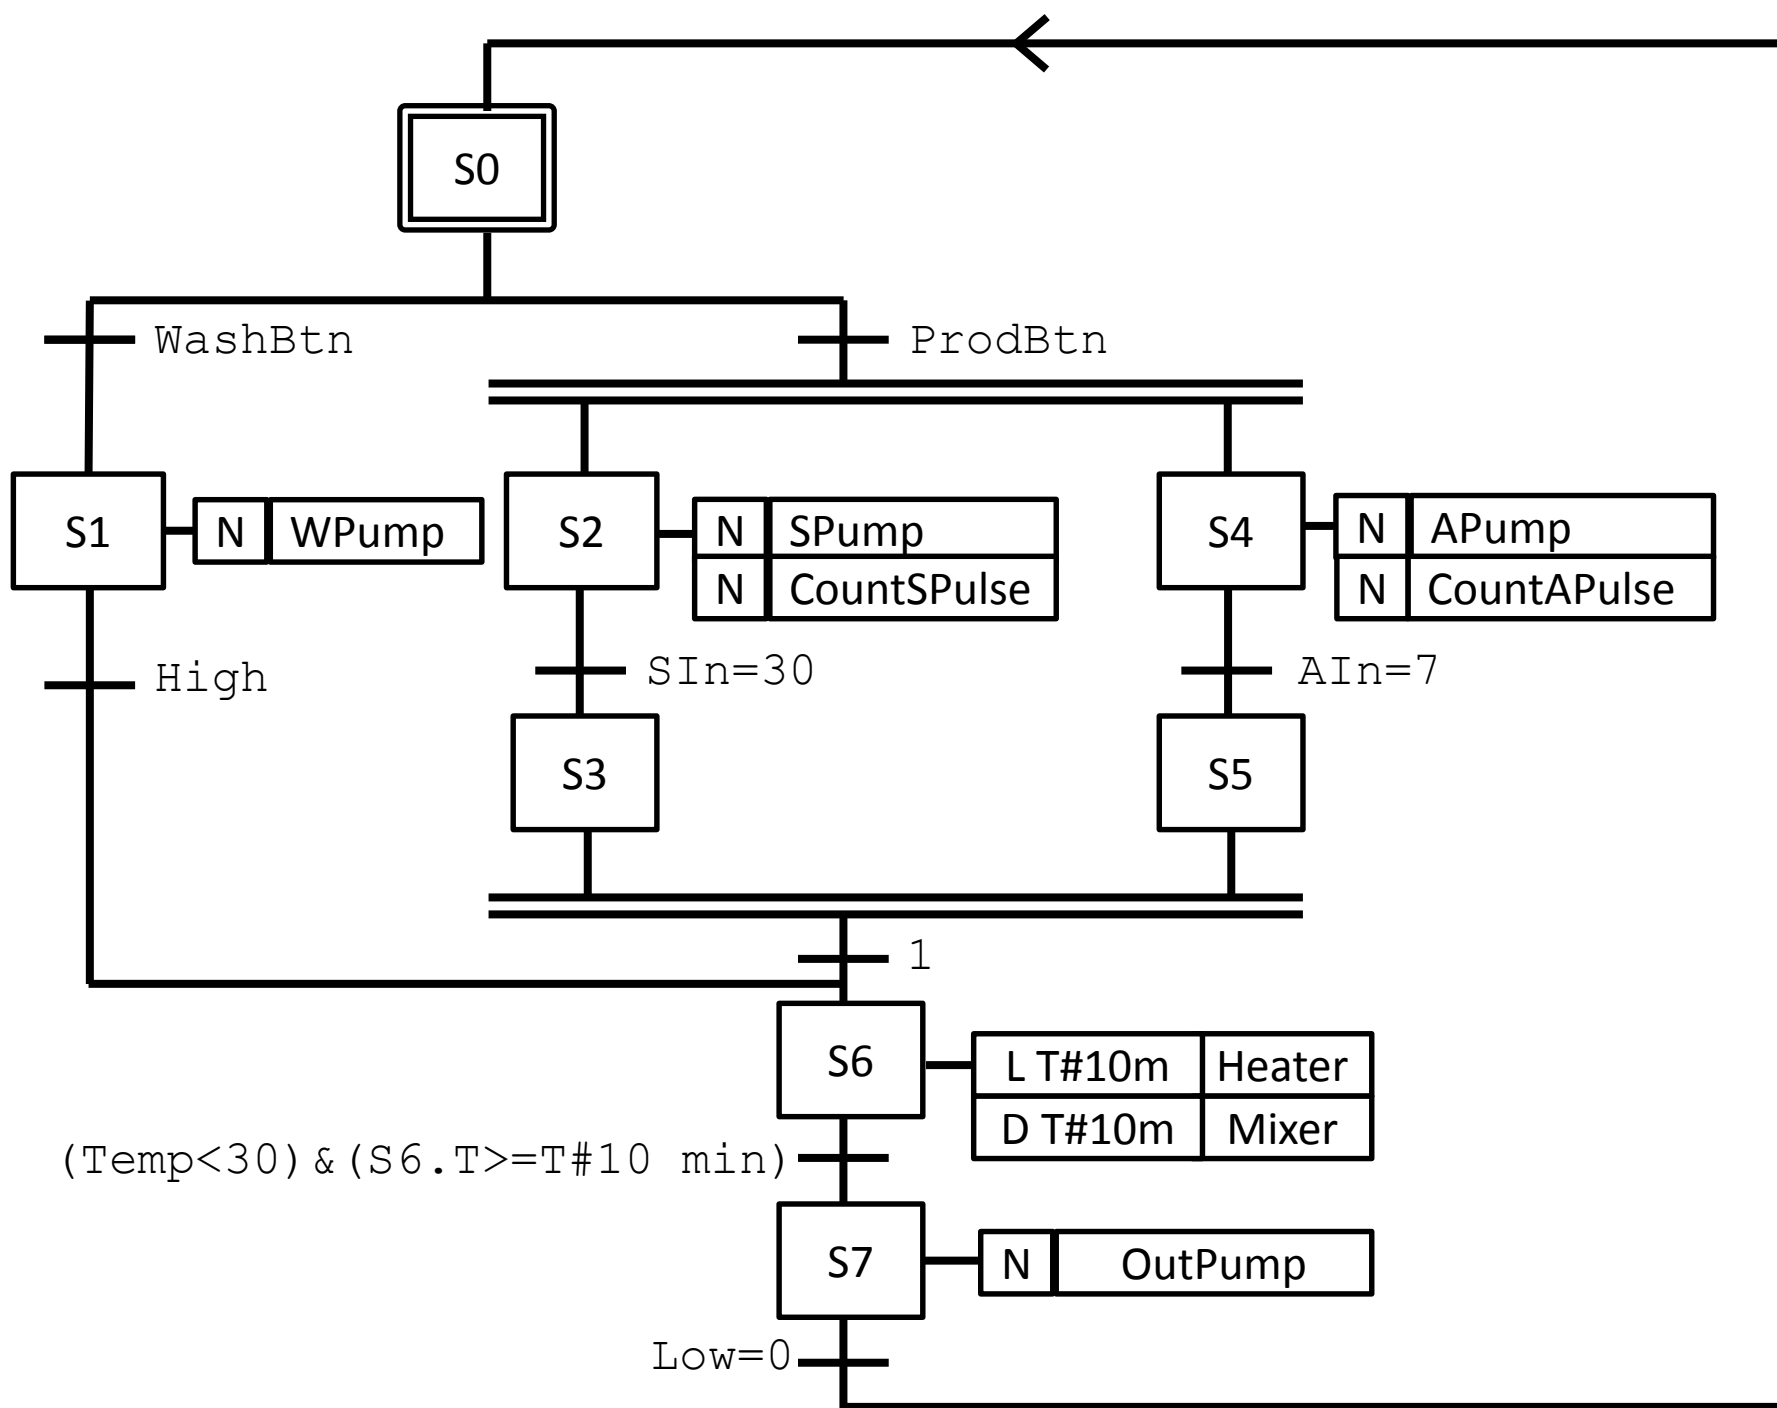 S0
WashBtn
ProdBtn
S1
N WPump
S2
N SPump
N CountSPulse
S4
N APump
N CountAPulse
High
SIn=30
AIn=7
S3
S5
1
S6
L T#10m Heater
D T#10m Mixer
(Temp<30)&(S6.T>=T#10 min)
S7
N OutPump
Low=0